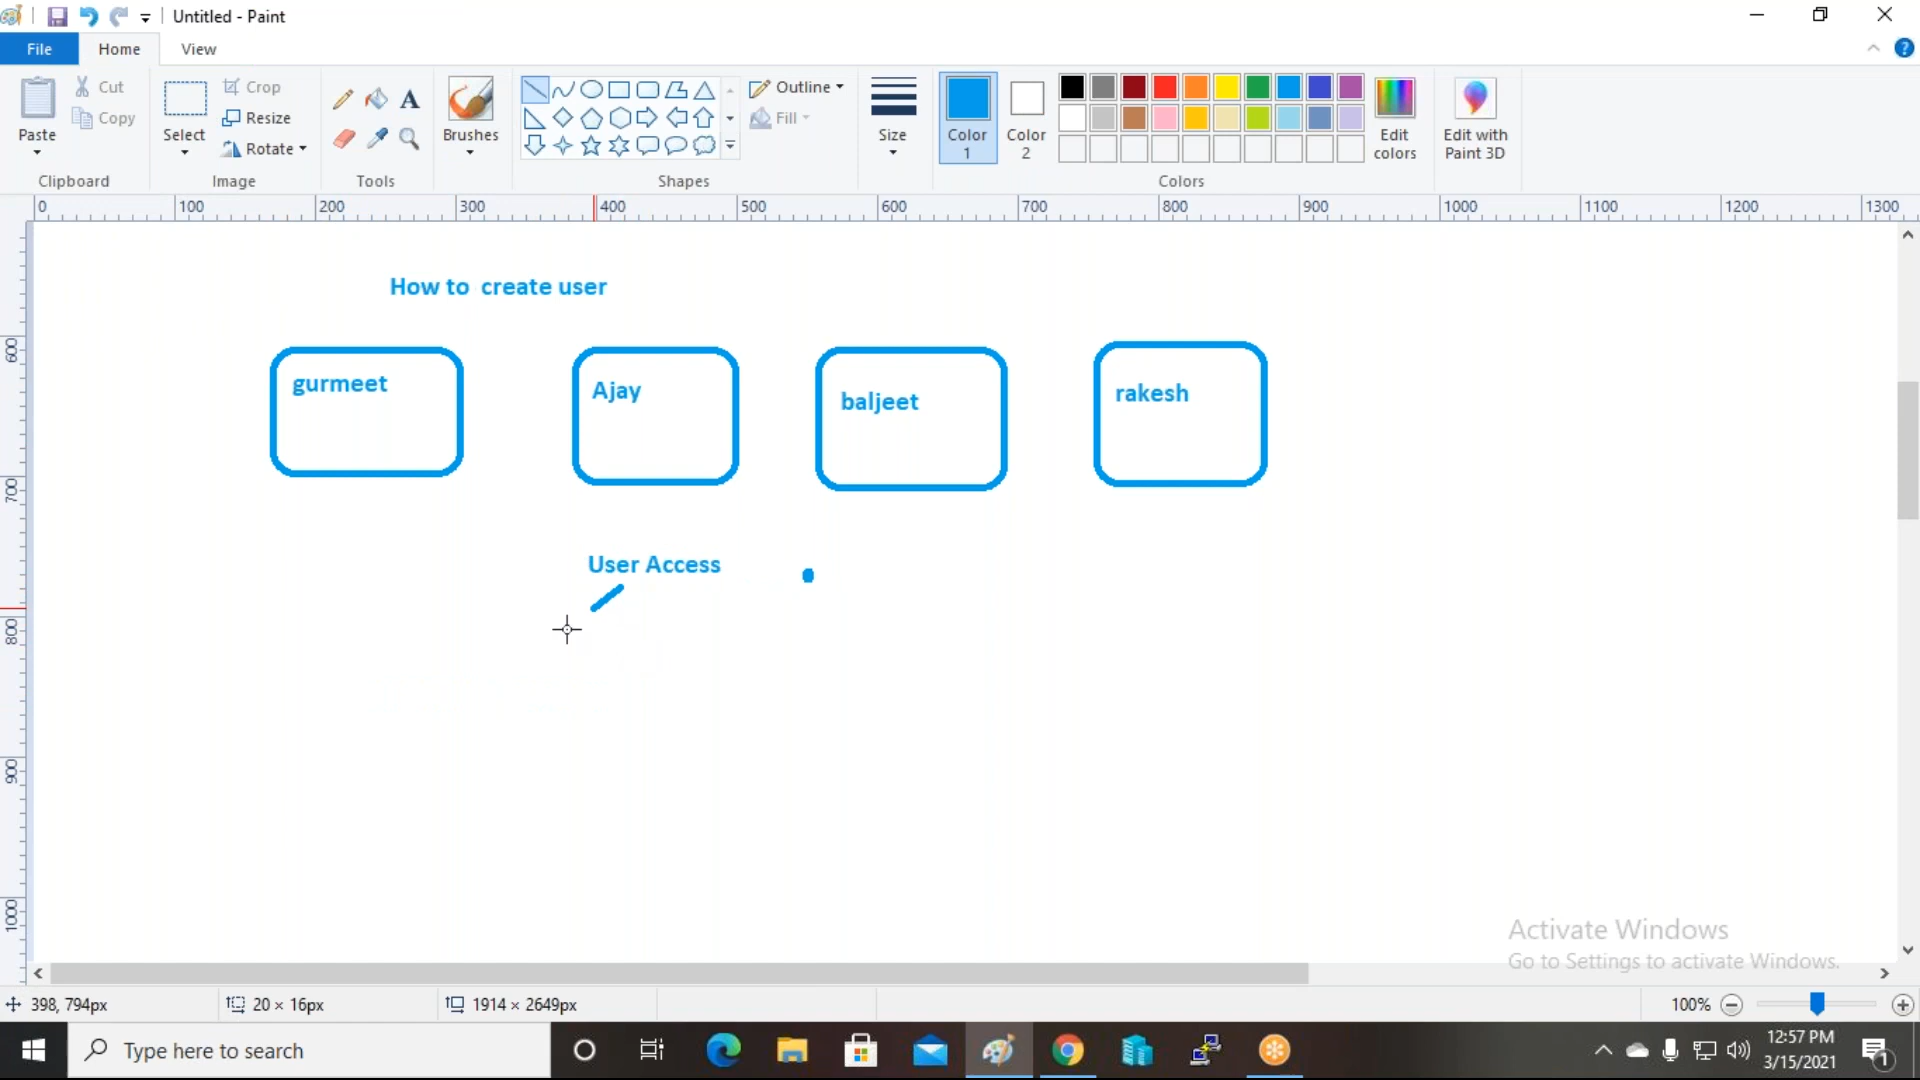 Untitled - Paint
File Home View
Paste
Cut
Copy
Clipboard
Select
Crop
Resize
Rotate
Image
Tools
A
Brushes
Shapes
Outline
Fill
Size
Color 1
Color 2
Colors
Edit colors
Edit with Paint 3D
0 100 200 300 400 500 600 700 800 900 1000 1100 1200 1300
600
700
800
900
1000
How to create user
gurmeet Ajay baljeet rakesh
User Access
Activate Windows
Go to Settings to activate Windows.
398, 794px 20 × 16px 1914 × 2649px 100%
Type here to search
12:57 PM
3/15/2021
1